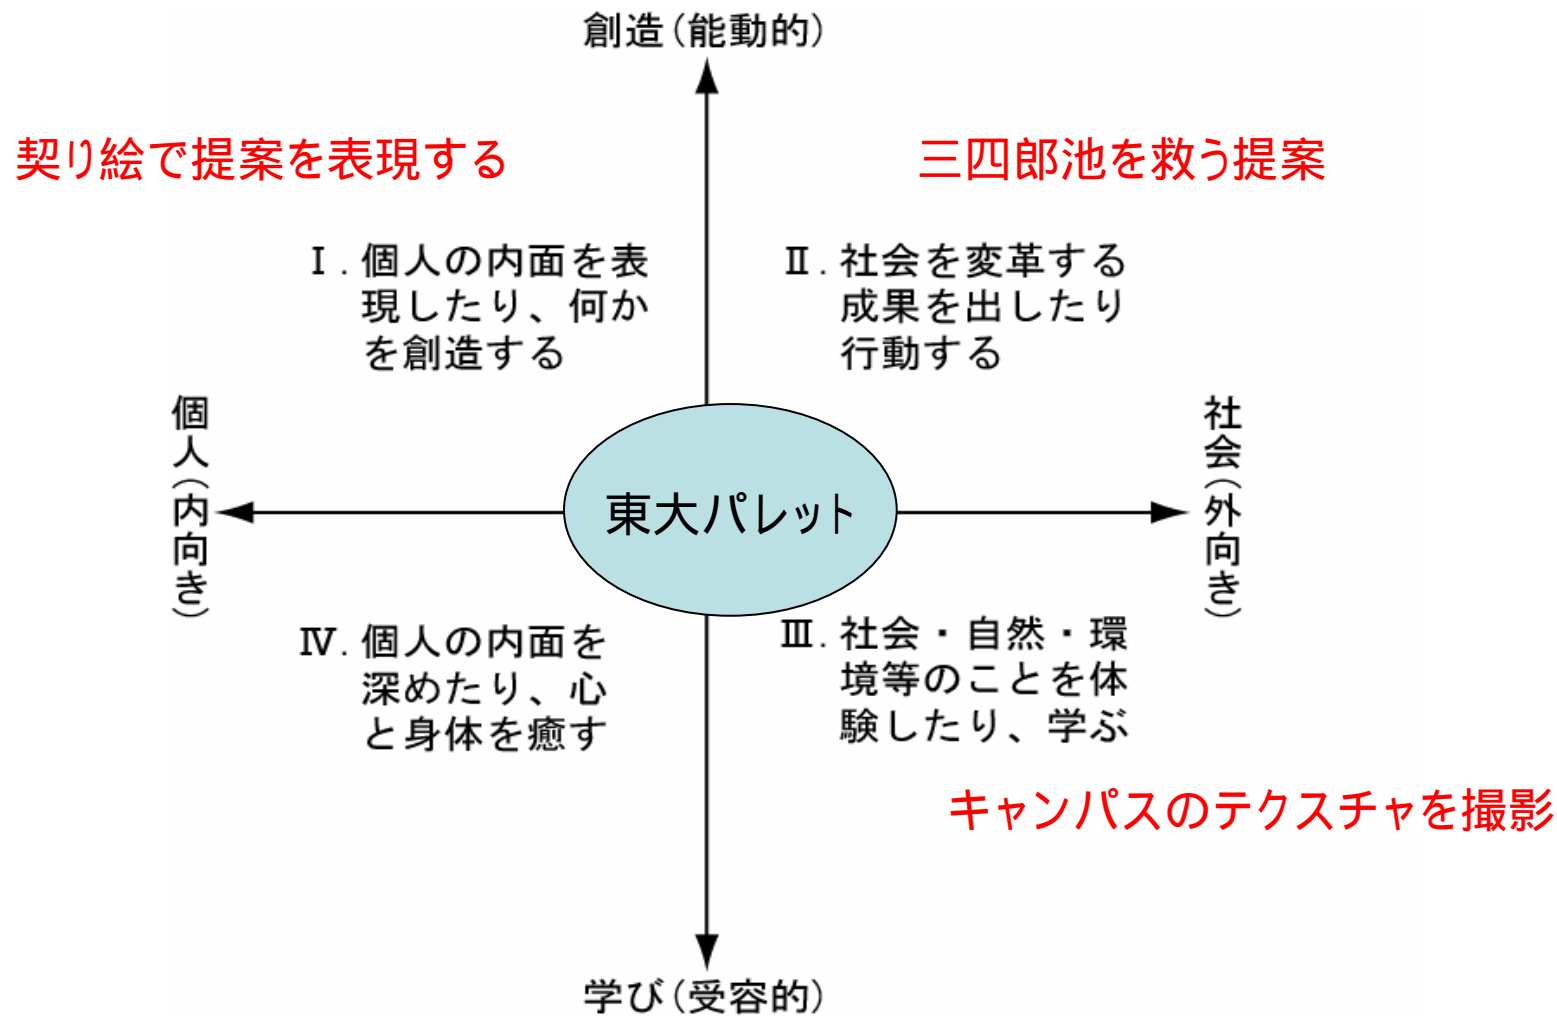 創造(能動的)
契り絵で提案を表現する
三四郎池を救う提案
Ⅰ.個人の内面を表
現したり、何か
を創造する
Ⅱ.社会を変革する
成果を出したり
行動する
個人(内向き)
東大パレット
社会(外向き)
Ⅳ.個人の内面を
深めたり、心
と身体を癒す
Ⅲ.社会・自然・環
境等のことを体
験したり、学ぶ
キャンパスのテクスチャを撮影
学び(受容的)